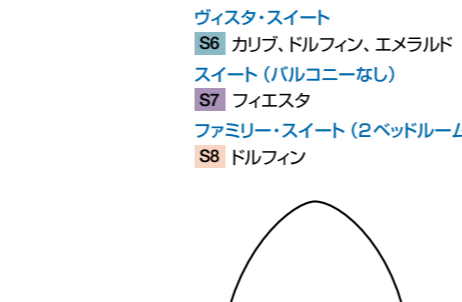 ヴィスタ・スイート
S6 カリブ、ドルフィン、エメラルド
スイート（バルコニーなし）
S7 フィエスタ
ファミリー・スイート（2ベッドルーム
S8 ドルフィン